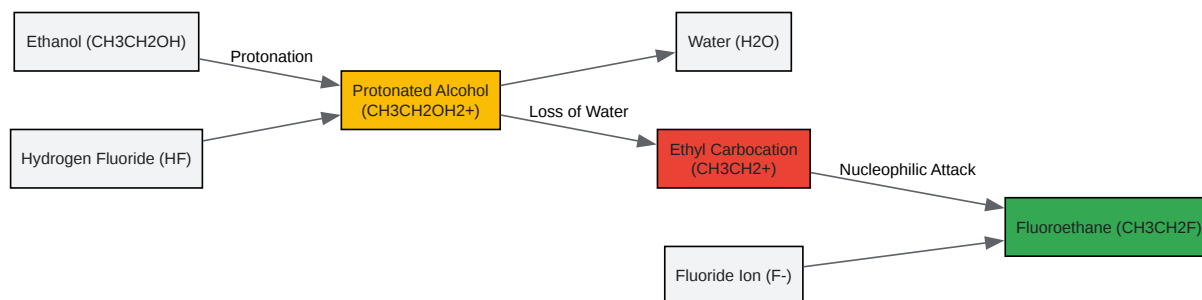 Ethanol (CH3CH2OH)
Protonation
Hydrogen Fluoride (HF)
Protonated Alcohol
(CH3CH2OH2+)
Water (H2O)
Loss of Water
Ethyl Carbocation
(CH3CH2+)
Nucleophilic Attack
Fluoride Ion (F-)
Fluoroethane (CH3CH2F)